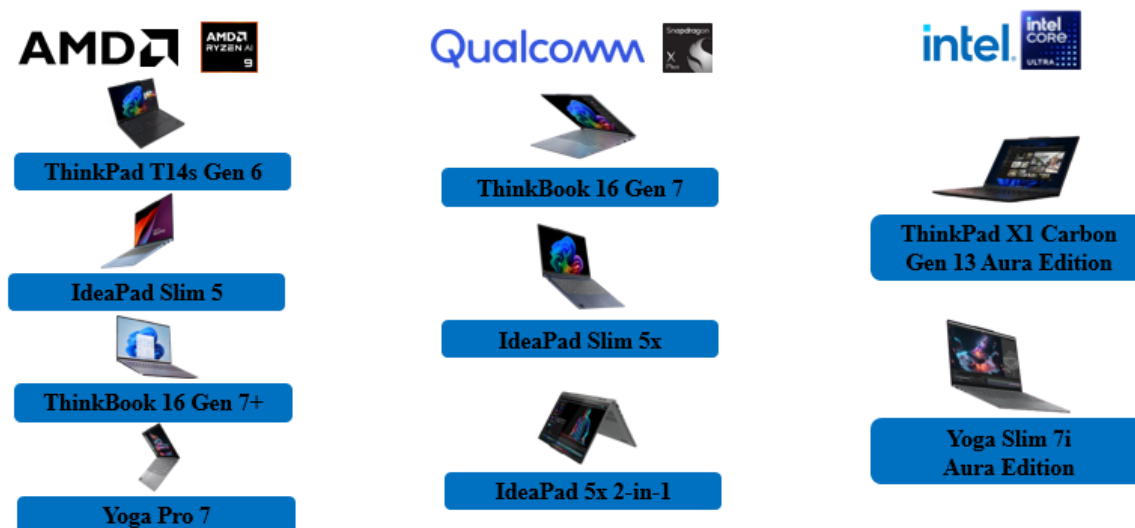 AMD
AMD
RYZEN AI
9
ThinkPad T14s Gen 6
IdeaPad Slim 5
ThinkBook 16 Gen 7+
Yoga Pro 7
Qualcomm
Snapdragon
X
Plus
ThinkBook 16 Gen 7
IdeaPad Slim 5x
IdeaPad 5x 2-in-1
intel.
intel
CORE
ULTRA
ThinkPad X1 Carbon
Gen 13 Aura Edition
Yoga Slim 7i
Aura Edition